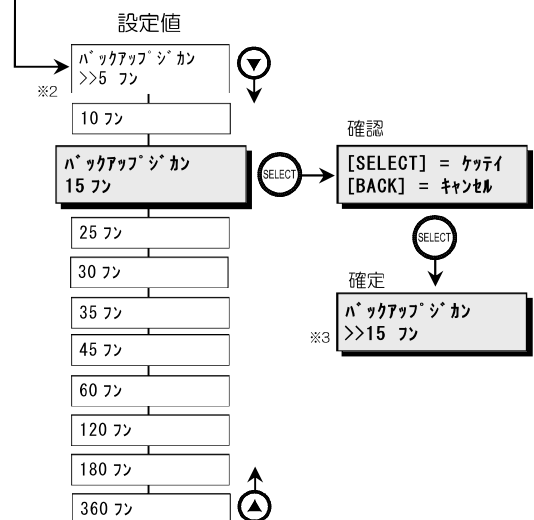 設定値
ﾊﾞｯｸｱｯﾌﾟｼﾞｶﾝ
>>5 ﾌﾝ
※2
10 ﾌﾝ
ﾊﾞｯｸｱｯﾌﾟｼﾞｶﾝ
15 ﾌﾝ
SELECT
確認
[SELECT] = ｹｯﾃｲ
[BACK] = ｷｬﾝｾﾙ
SELECT
確定
ﾊﾞｯｸｱｯﾌﾟｼﾞｶﾝ
>>15 ﾌﾝ
※3
25 ﾌﾝ
30 ﾌﾝ
35 ﾌﾝ
45 ﾌﾝ
60 ﾌﾝ
120 ﾌﾝ
180 ﾌﾝ
360 ﾌﾝ